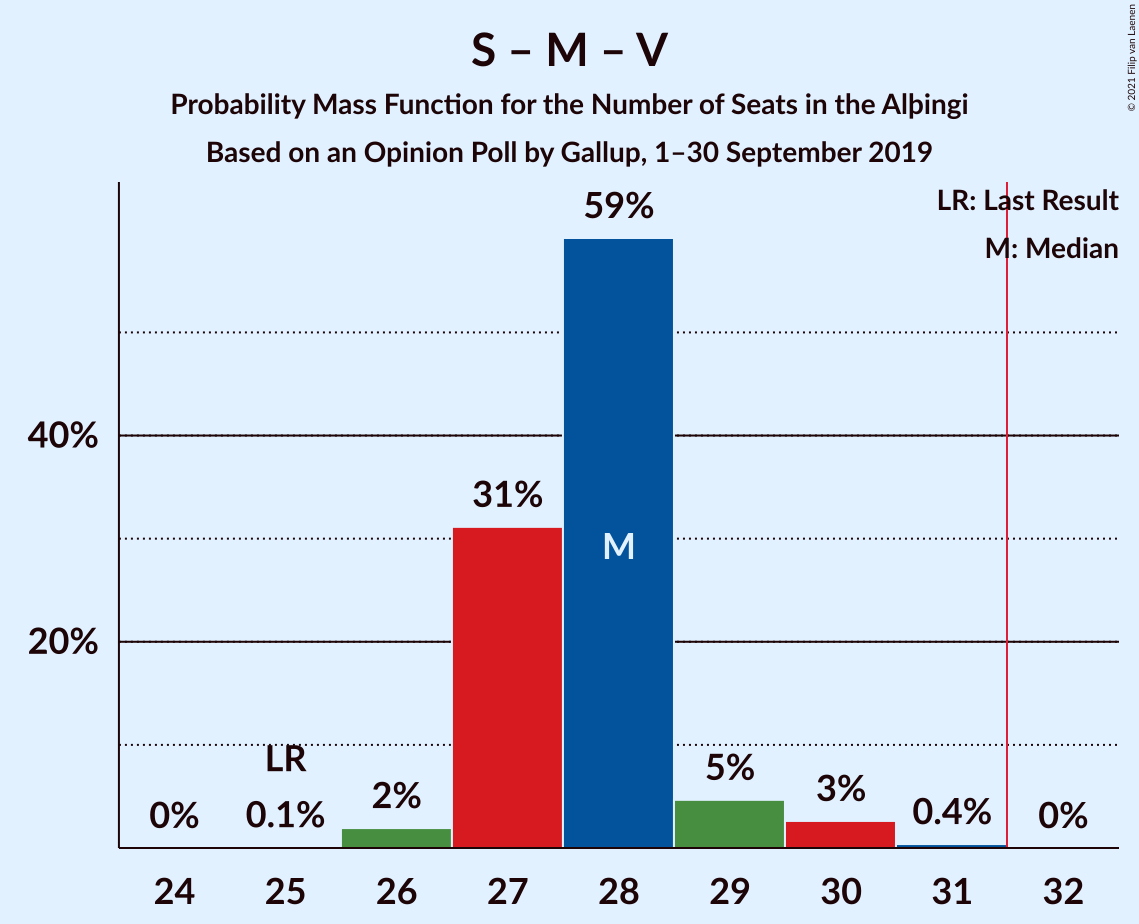 S – M – V
Probability Mass Function for the Number of Seats in the Alþingi
Based on an Opinion Poll by Gallup, 1–30 September 2019
© 2021 Filip van Laenen
LR: Last Result
M: Median
59%
40%
31%
M
20%
LR
5%
2%
3%
0%
0.1%
0.4%
0%
24 25 26 27 28 29 30 31 32